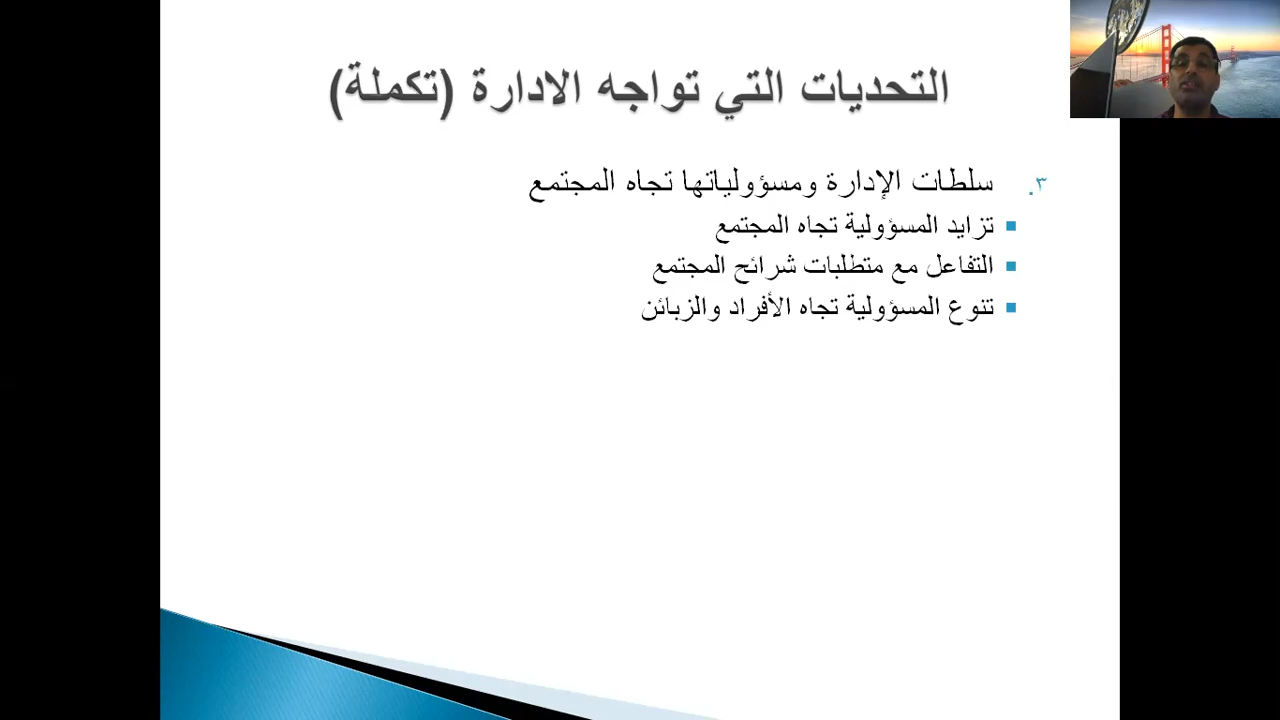 التحديات التي تواجه الادارة (تكملة)
٣. سلطات الإدارة ومسؤولياتها تجاه المجتمع
تزايد المسؤولية تجاه المجتمع
التفاعل مع متطلبات شرائح المجتمع
تنوع المسؤولية تجاه الأفراد والزبائن